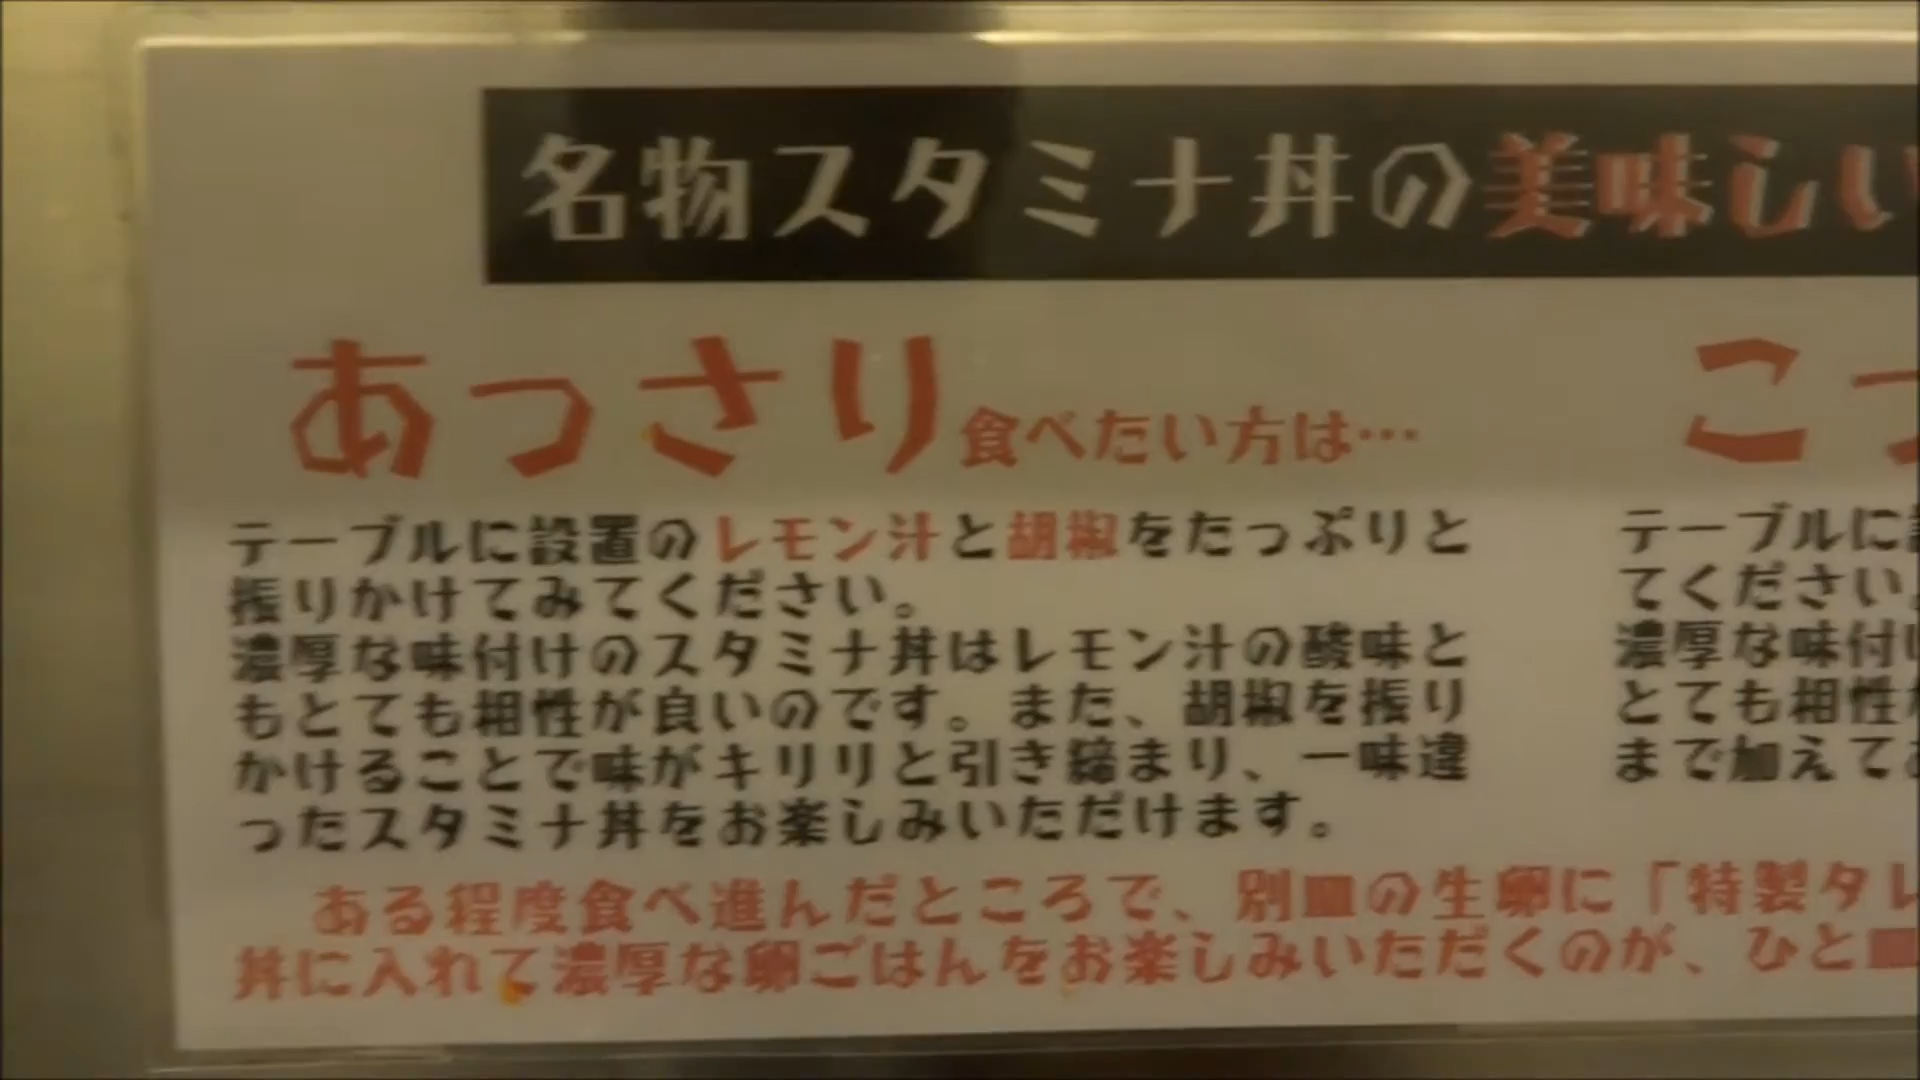 名物スタミナ丼の美味しい
あっさり食べたい方は…
テーブルに設置のレモン汁と胡椒をたっぷりと
振りかけてみてください。
濃厚な味付けのスタミナ丼はレモン汁の酸味と
もとても相性が良いのです。また、胡椒を振り
かけることで味がキリリと引き締まり、一味違
ったスタミナ丼をお楽しみいただけます。
こっ
テーブルに設
てください。
濃厚な味付け
とても相性が
まで加えてお
ある程度食べ進んだところで、別皿の生卵に「特製タレ
丼に入れて濃厚な卵ごはんをお楽しみいただくのが、ひと皿